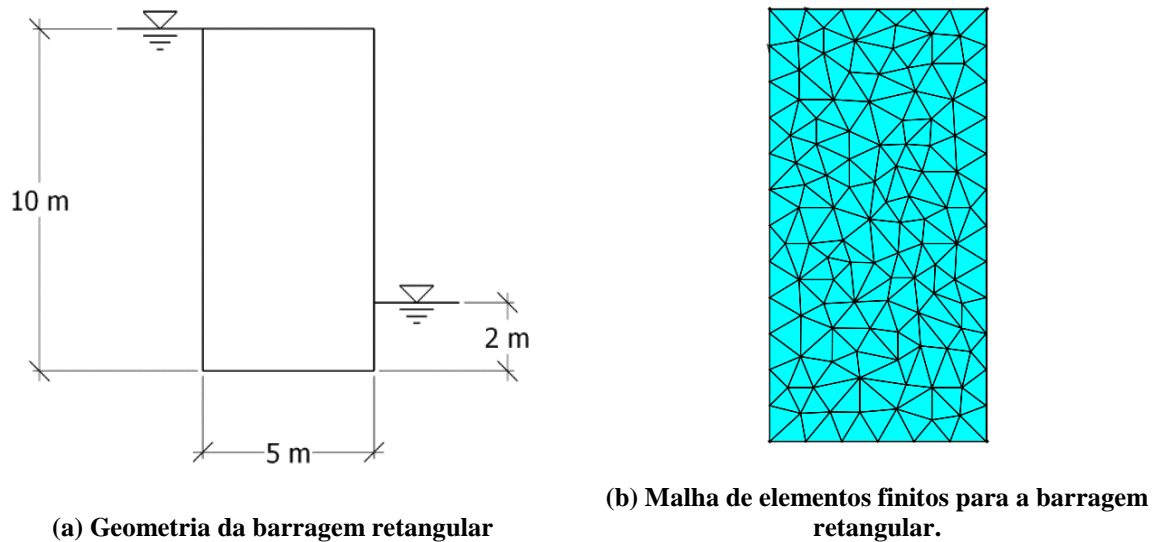 10 m
2 m
5 m
(a) Geometria da barragem retangular
(b) Malha de elementos finitos para a barragem
retangular.